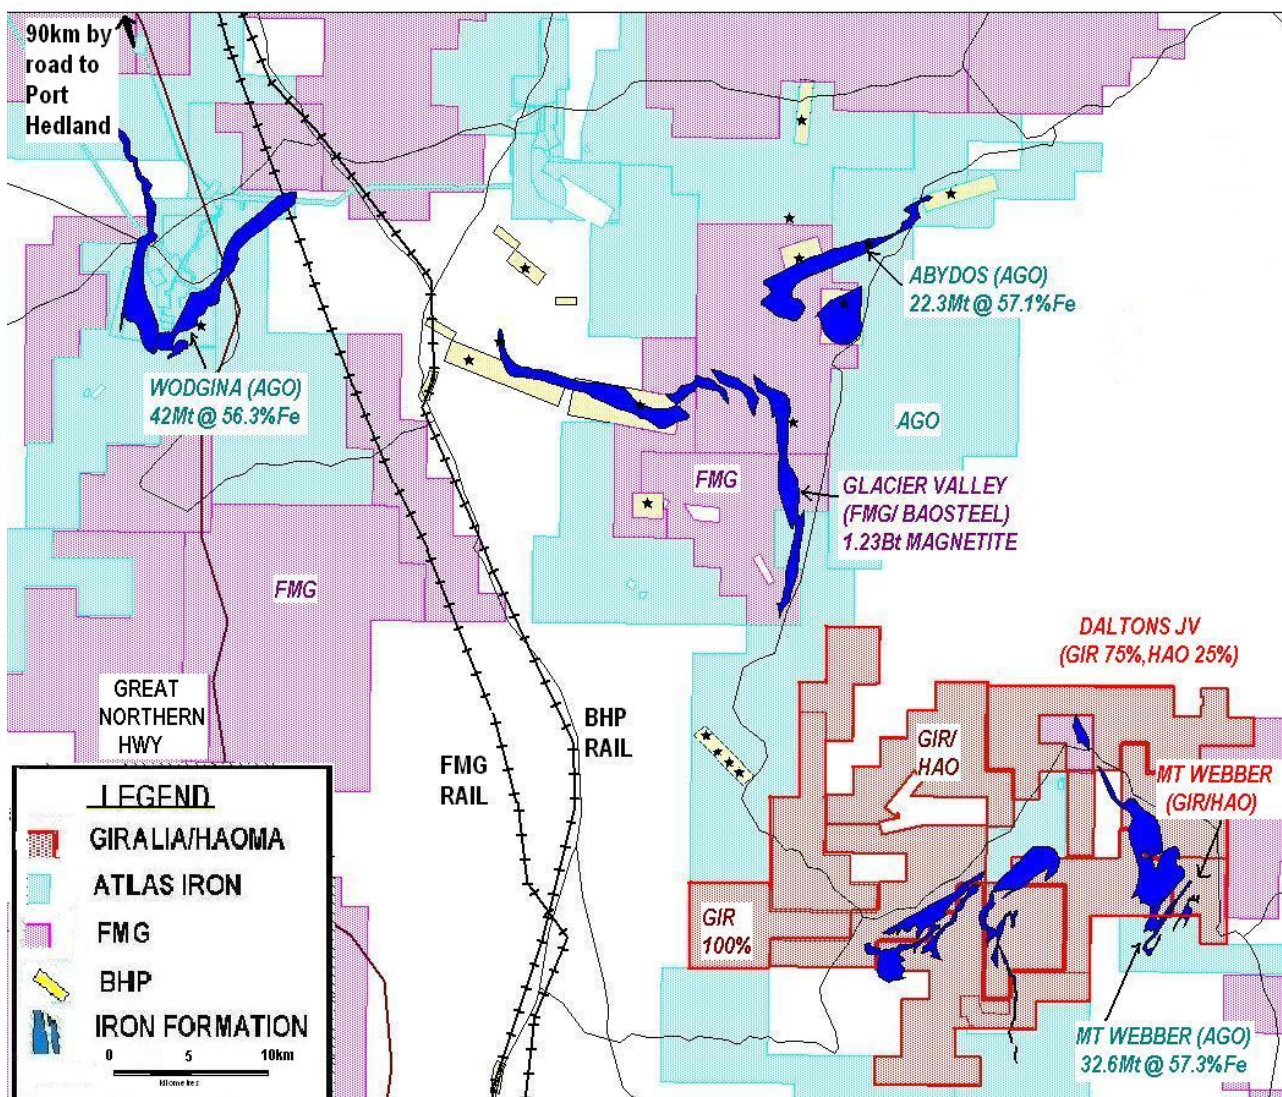 90km by
road to
Port
Hedland
ABYDOS (AGO)
22.3Mt @ 57.1%Fe
WODGINA (AGO)
42Mt @ 56.3%Fe
AGO
FMG
GLACIER VALLEY
(FMG/ BAOSTEEL)
1.23Bt MAGNETITE
FMG
DALTONS JV
(GIR 75%,HAO 25%)
GREAT
NORTHERN
HWY
BHP
RAIL
FMG
RAIL
GIR/
HAO
MT WEBBER
(GIR/HAO)
GIR
100%
MT WEBBER (AGO)
32.6Mt @ 57.3%Fe
LEGEND
GIRALIA/HAOMA
ATLAS IRON
FMG
BHP
IRON FORMATION
0 5 10km
kilometres